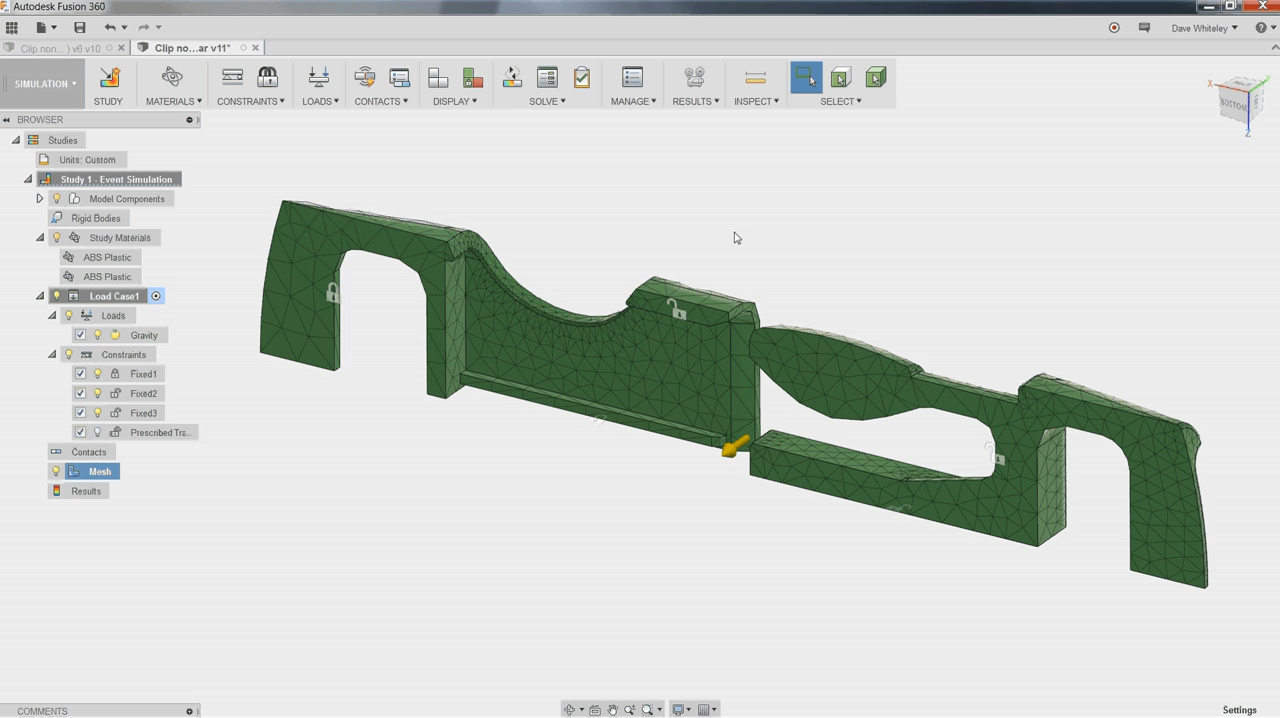 Autodesk Fusion 360
Dave Whiteley
Clip non...) v6 v10
Clip no...ar v11*
SIMULATION
STUDY
MATERIALS
CONSTRAINTS
LOADS
CONTACTS
DISPLAY
SOLVE
MANAGE
RESULTS
INSPECT
SELECT
BROWSER
Studies
Units: Custom
Study 1 - Event Simulation
Model Components
Rigid Bodies
Study Materials
ABS Plastic
ABS Plastic
Load Case1
Loads
Gravity
Constraints
Fixed1
Fixed2
Fixed3
Prescribed Tra...
Contacts
Mesh
Results
X
BOTTOM
Z
COMMENTS
Settings